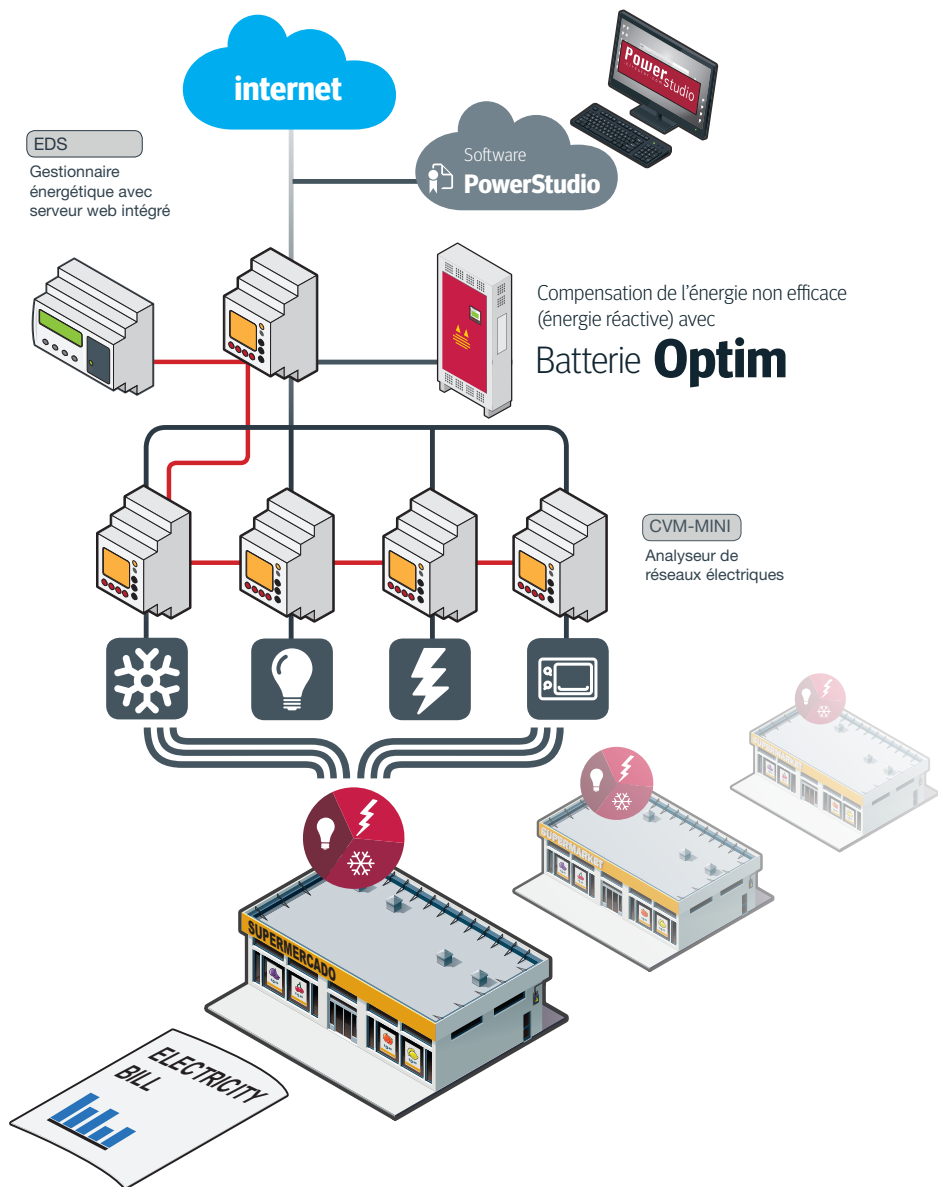 internet
Power
studio
Software
PowerStudio
EDS
Gestionnaire
énergétique avec
serveur web intégré
Compensation de l'énergie non efficace
(énergie réactive) avec
Batterie Optim
CVM-MINI
Analyseur de
réseaux électriques
SUPERMARKET
SUPERMARKET
SUPERMERCADO
ELECTRICITY
BILL